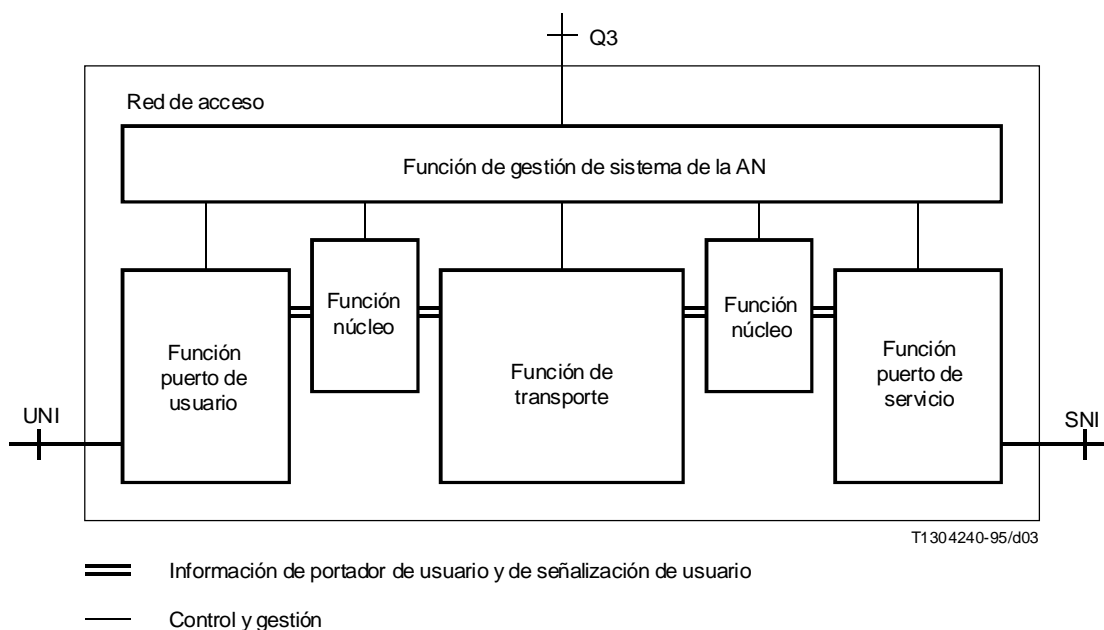 Q3
Red de acceso
Función de gestión de sistema de la AN
Función
puerto de
usuario
Función
núcleo
Función de
transporte
Función
núcleo
Función
puerto de
servicio
UNI
SNI
T1304240-95/d03
Información de portador de usuario y de señalización de usuario
Control y gestión